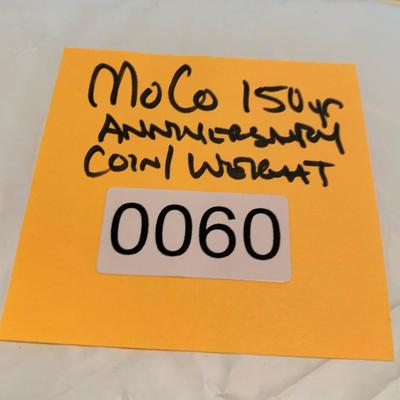 MoCo 150yr
ANNIVERSARY
COIN/ WEIGHT
0060